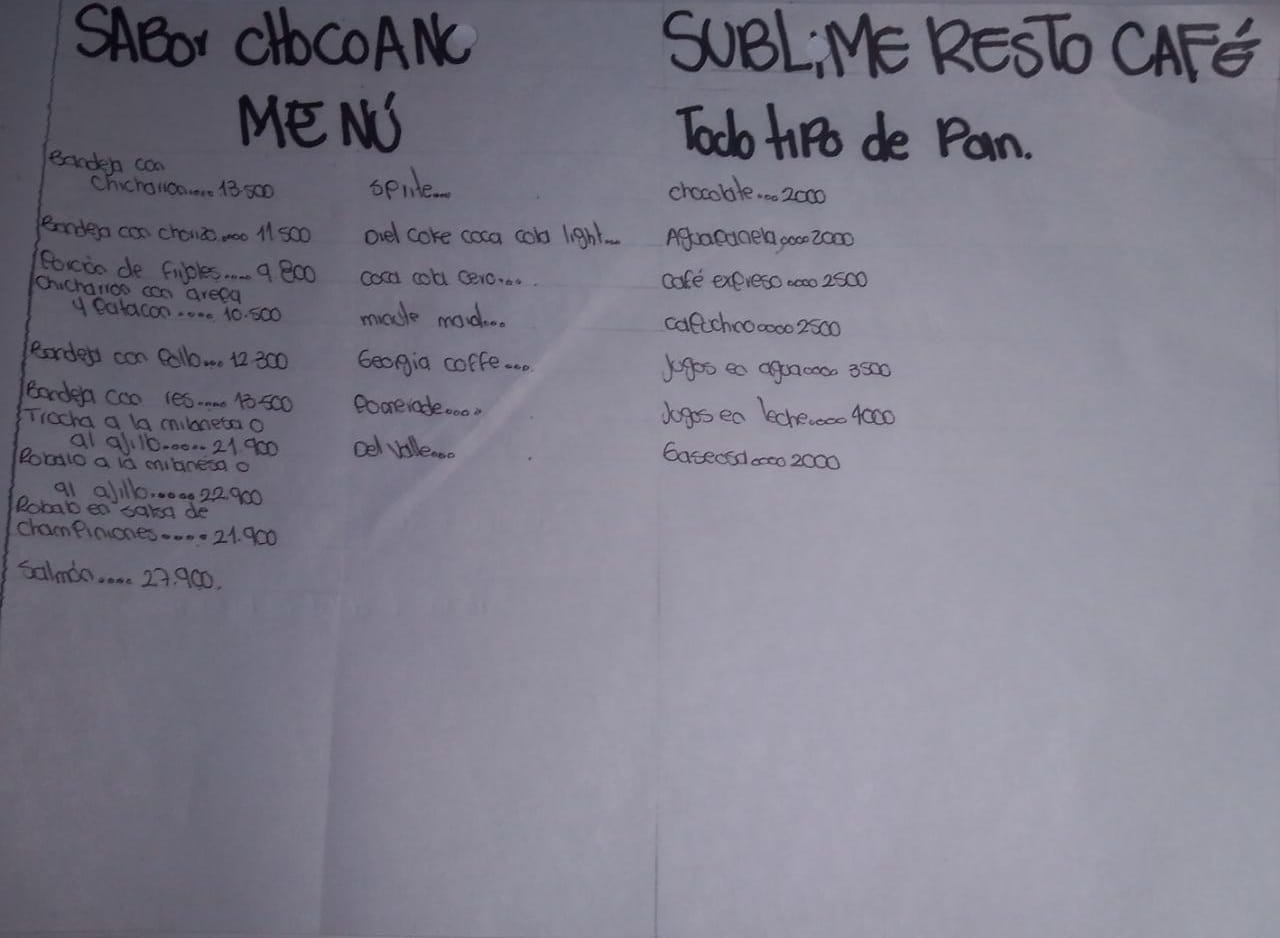 SABOr CHOCOANO
MENÚ
Bandeja con
chicharron.... 13.500
Bandeja con chorizo.... 11.500
Porción de frijoles.... 9.800
chicharron con arepa
y Patacon.... 10.500
Bandeja con Pollo... 12.300
Bandeja con res.... 13.500
Trucha a la milanesa o
al ajillo..... 21.900
Robalo a la milanesa o
al ajillo..... 22.900
Robalo en salsa de
champiniones..... 21.900
Salmón.... 27.900.
sprite...
Diet coke coca cola light...
coca cola cero....
minute maid...
Georgia coffe....
Powerade....
Del Valle...
SUBLiME RESTO CAFÉ
Todo tipo de Pan.
chocolate... 2000
AguaPanela.... 2000
café expreso.... 2500
capuchno.... 2500
Jugos en agua.... 3500
Jugos en leche.... 4000
Gaseosa.... 2000